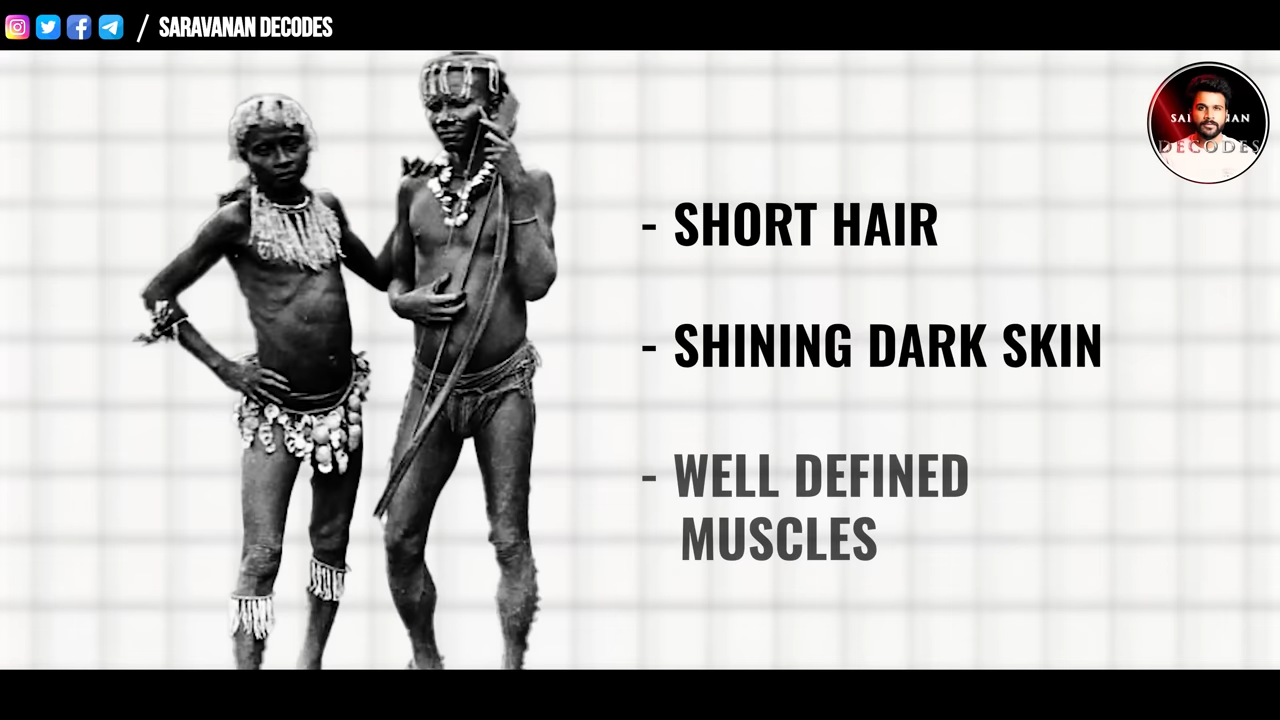 / SARAVANAN DECODES
- SHORT HAIR
- SHINING DARK SKIN
- WELL DEFINED
MUSCLES
DECODES